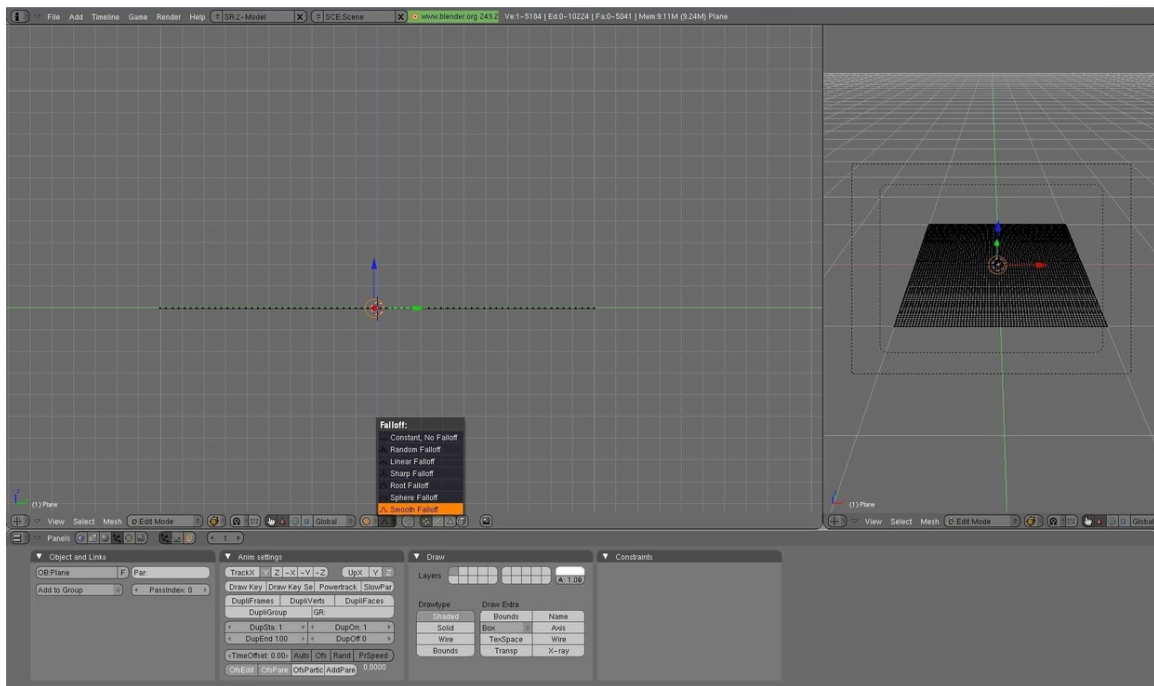 File Add Timeline Game Render Help SR:2-Model X SCE:Scene X www.blender.org 243.2 Ve:1-5184 | Ed:0-10224 | Fa:0-5041 | Mem:9.11M (9.24M) Plane
Falloff:
Constant, No Falloff
Random Falloff
Linear Falloff
Sharp Falloff
Root Falloff
Sphere Falloff
Smooth Falloff
z
(1) Plane
z
(1) Plane
View Select Mesh Edit Mode Global
View Select Mesh Edit Mode Global
Panels 1
Object and Links
OB:Plane F Par:
Add to Group PassIndex: 0
Anim settings
TrackX Y Z -X -Y -Z UpX Y Z
Draw Key Draw Key Se Powertrack SlowPar
DupliFrames DupliVerts DupliFaces
DupliGroup GR:
DupSta: 1 DupOn: 1
DupEnd 100 DupOff 0
TimeOffset: 0.00 Auto Ofs Rand PrSpeed
OfsEdit OfsPare OfsPartic AddPare 0.0000
Draw
Layers A: 1.08
Drawtype Draw Extra
Shaded Bounds Name
Solid Box Axis
Wire TexSpace Wire
Bounds Transp X-ray
Constraints